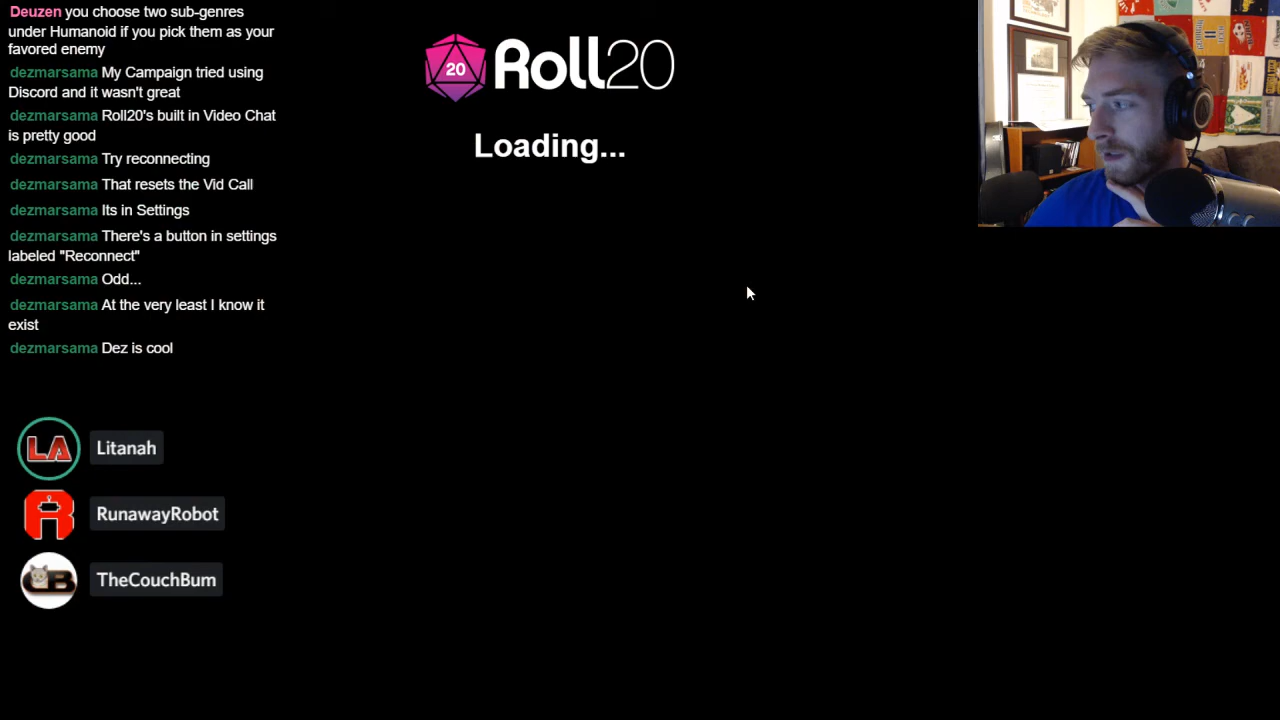 Deuzen you choose two sub-genres
under Humanoid if you pick them as your
favored enemy
dezmarsama My Campaign tried using
Discord and it wasn't great
dezmarsama Roll20's built in Video Chat
is pretty good
dezmarsama Try reconnecting
dezmarsama That resets the Vid Call
dezmarsama Its in Settings
dezmarsama There's a button in settings
labeled "Reconnect"
dezmarsama Odd...
dezmarsama At the very least I know it
exist
dezmarsama Dez is cool
20 Roll20
Loading...
LA Litanah
R RunawayRobot
CB TheCouchBum